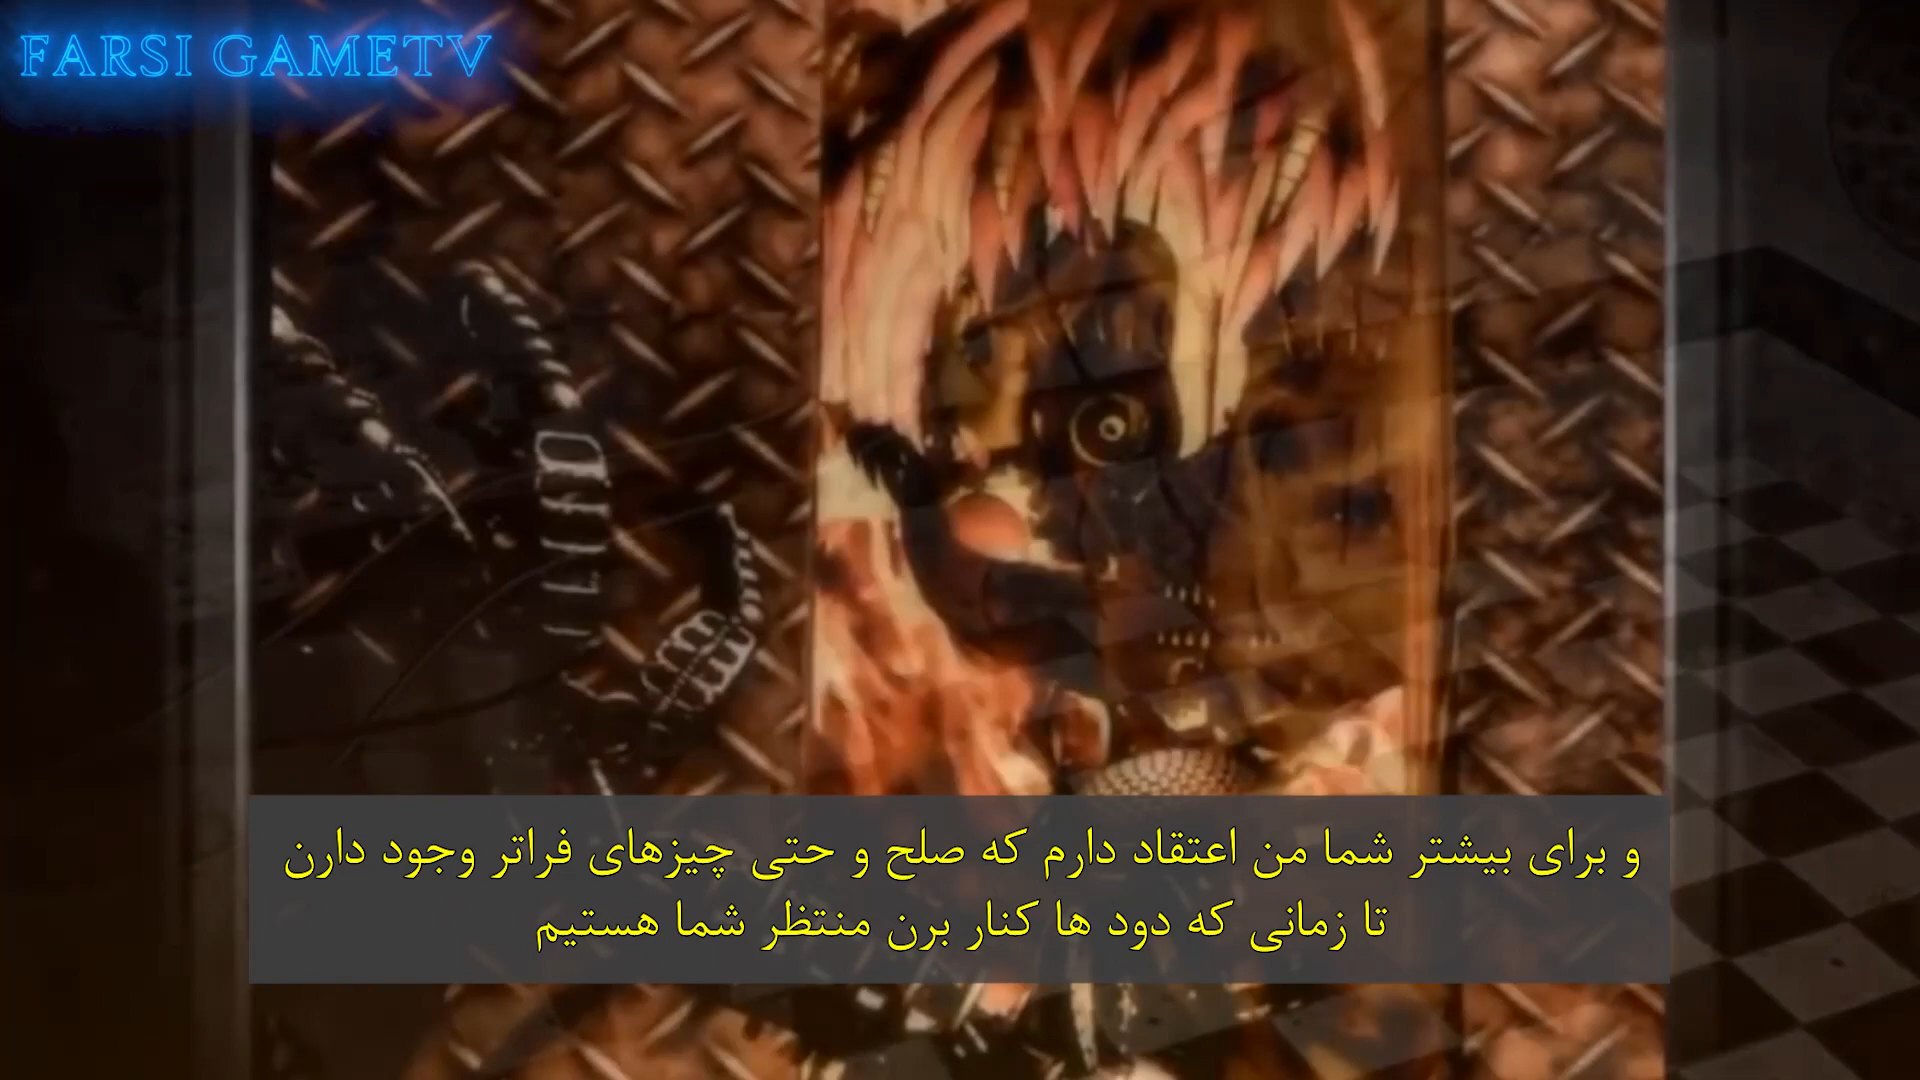 FARSI GAMETV
و برای بیشتر شما من اعتقاد دارم که صلح و حتی چیزهای فراتر وجود دارن
تا زمانی که دود ها کنار برن منتظر شما هستیم